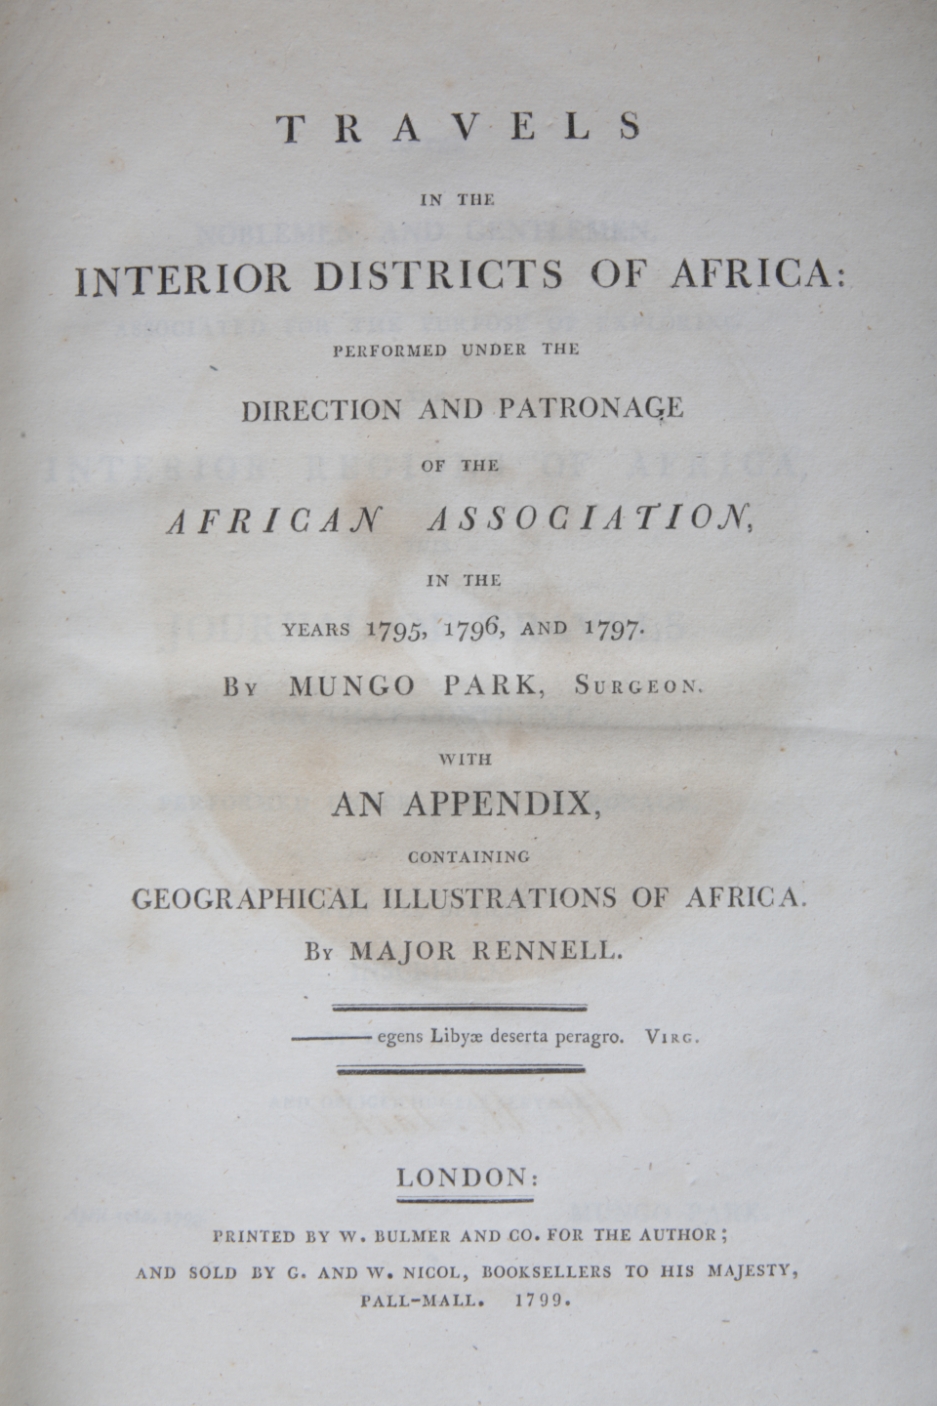 TRAVELS
IN THE
INTERIOR DISTRICTS OF AFRICA:
PERFORMED UNDER THE
DIRECTION AND PATRONAGE
OF THE
AFRICAN ASSOCIATION,
IN THE
YEARS 1795, 1796, AND 1797.
By MUNGO PARK, Surgeon.
WITH
AN APPENDIX,
CONTAINING
GEOGRAPHICAL ILLUSTRATIONS OF AFRICA.
By MAJOR RENNELL.
——— egens Libyæ deserta peragro. Virg.
LONDON:
PRINTED BY W. BULMER AND CO. FOR THE AUTHOR;
AND SOLD BY G. AND W. NICOL, BOOKSELLERS TO HIS MAJESTY,
PALL-MALL. 1799.